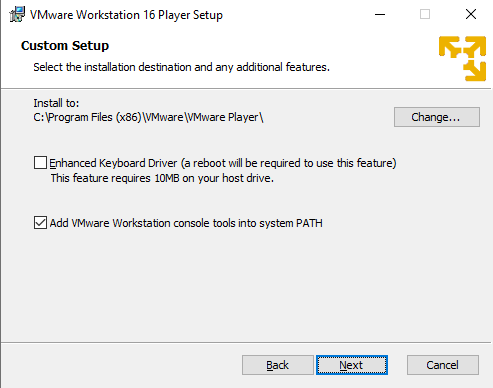 VMware Workstation 16 Player Setup
Custom Setup
Select the installation destination and any additional features.
Install to:
C:\Program Files (x86)\VMware\VMware Player\
Change...
Enhanced Keyboard Driver (a reboot will be required to use this feature)
This feature requires 10MB on your host drive.
Add VMware Workstation console tools into system PATH
Back
Next
Cancel